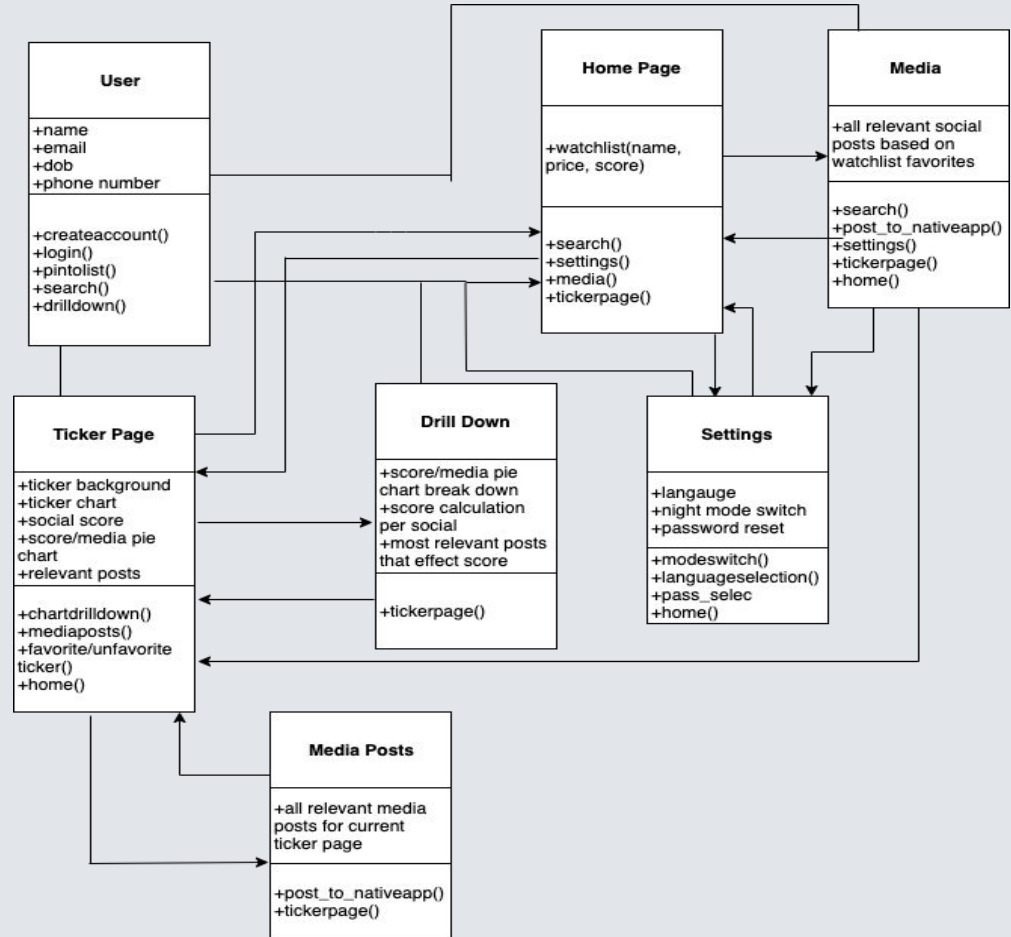 User
+name
+email
+dob
+phone number
+createaccount()
+login()
+pintolist()
+search()
+drilldown()
Home Page
+watchlist(name,
price, score)
+search()
+settings()
+media()
+tickerpage()
Media
+all relevant social
posts based on
watchlist favorites
+search()
+post_to_nativeapp()
+settings()
+tickerpage()
+home()
Ticker Page
+ticker background
+ticker chart
+social score
+score/media pie
chart
+relevant posts
+chartdrilldown()
+mediaposts()
+favorite/unfavorite
ticker()
+home()
Drill Down
+score/media pie
chart break down
+score calculation
per social
+most relevant posts
that effect score
+tickerpage()
Settings
+langauge
+night mode switch
+password reset
+modeswitch()
+languageselection()
+pass_selec
+home()
Media Posts
+all relevant media
posts for current
ticker page
+post_to_nativeapp()
+tickerpage()